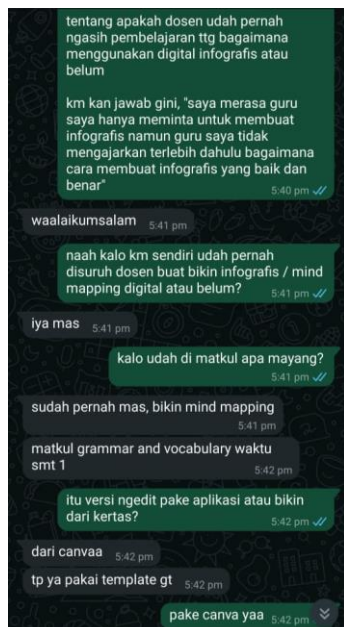 tentang apakah dosen udah pernah
ngasih pembelajaran ttg bagaimana
menggunakan digital infografis atau
belum
km kan jawab gini, "saya merasa guru
saya hanya meminta untuk membuat
infografis namun guru saya tidak
mengajarkan terlebih dahulu bagaimana
cara membuat infografis yang baik dan
benar"
5:40 pm
waalaikumsalam 5:41 pm
naah kalo km sendiri udah pernah
disuruh dosen buat bikin infografis / mind
mapping digital atau belum?
5:41 pm
iya mas 5:41 pm
kalo udah di matkul apa mayang?
5:41 pm
sudah pernah mas, bikin mind mapping
5:41 pm
matkul grammar and vocabulary waktu
smt 1 5:42 pm
itu versi ngedit pake aplikasi atau bikin
dari kertas? 5:42 pm
dari canvaa 5:42 pm
tp ya pakai template gt 5:42 pm
pake canva yaa 5:42 pm